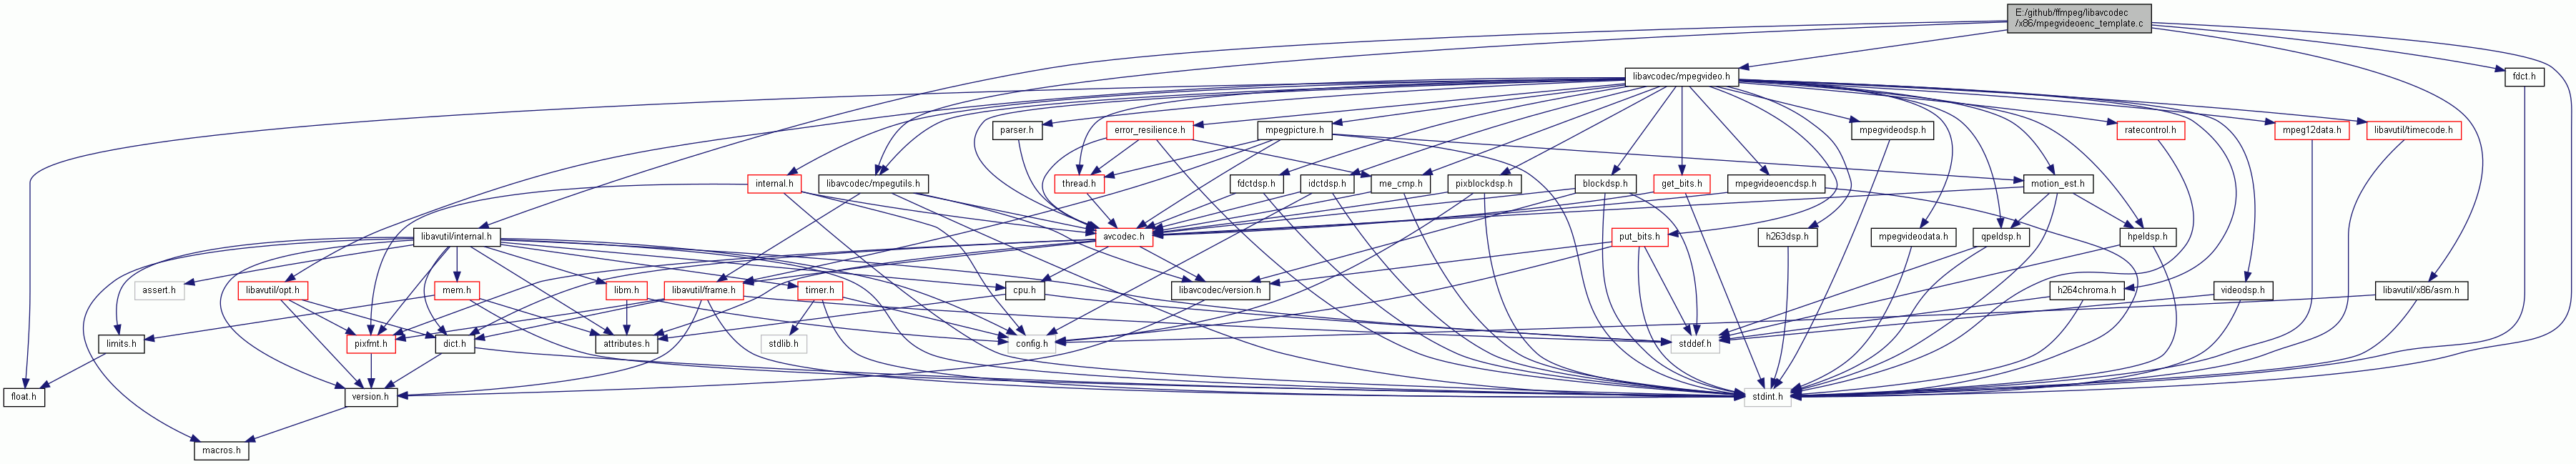 E:/github/ffmpeg/libavcodec
/x86/mpegvideoenc_template.c
libavcodec/mpegvideo.h
fdct.h
parser.h
error_resilience.h
mpegpicture.h
mpegvideodsp.h
ratecontrol.h
mpeg12data.h
libavutil/timecode.h
internal.h
libavcodec/mpegutils.h
thread.h
fdctdsp.h
idctdsp.h
me_cmp.h
pixblockdsp.h
blockdsp.h
get_bits.h
mpegvideoencdsp.h
motion_est.h
libavutil/internal.h
avcodec.h
put_bits.h
h263dsp.h
mpegvideodata.h
qpeldsp.h
hpeldsp.h
assert.h
libavutil/opt.h
mem.h
libm.h
libavutil/frame.h
timer.h
cpu.h
libavcodec/version.h
h264chroma.h
videodsp.h
libavutil/x86/asm.h
limits.h
pixfmt.h
dict.h
attributes.h
stdlib.h
config.h
stddef.h
float.h
version.h
stdint.h
macros.h